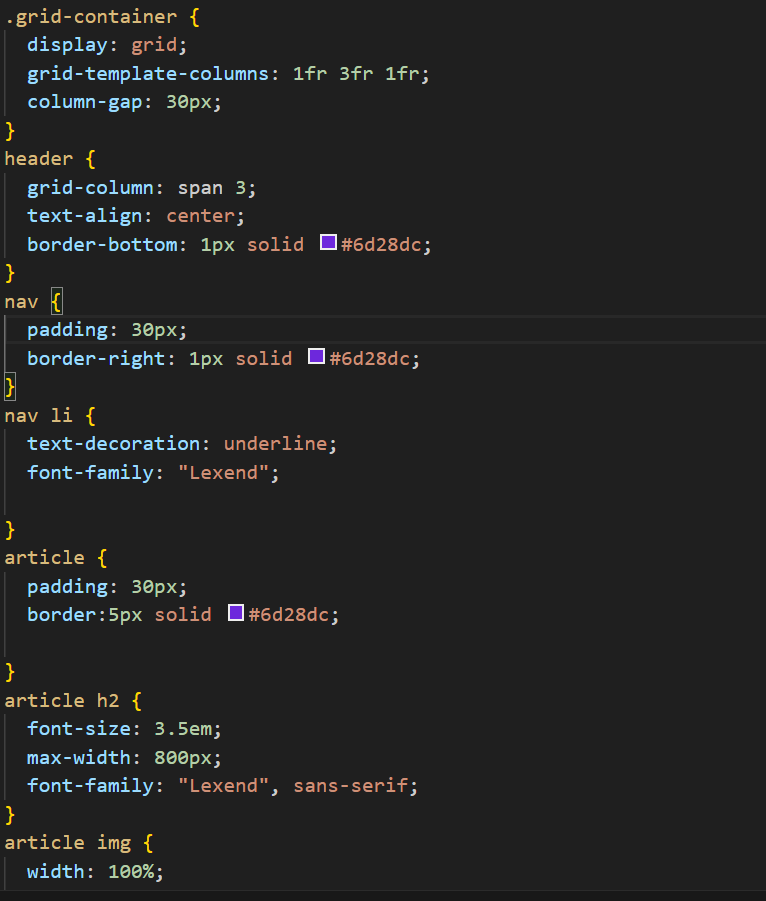 .grid-container {
  display: grid;
  grid-template-columns: 1fr 3fr 1fr;
  column-gap: 30px;
}
header {
  grid-column: span 3;
  text-align: center;
  border-bottom: 1px solid #6d28dc;
}
nav {
  padding: 30px;
  border-right: 1px solid #6d28dc;
}
nav li {
  text-decoration: underline;
  font-family: "Lexend";

}
article {
  padding: 30px;
  border:5px solid #6d28dc;

}
article h2 {
  font-size: 3.5em;
  max-width: 800px;
  font-family: "Lexend", sans-serif;
}
article img {
  width: 100%;